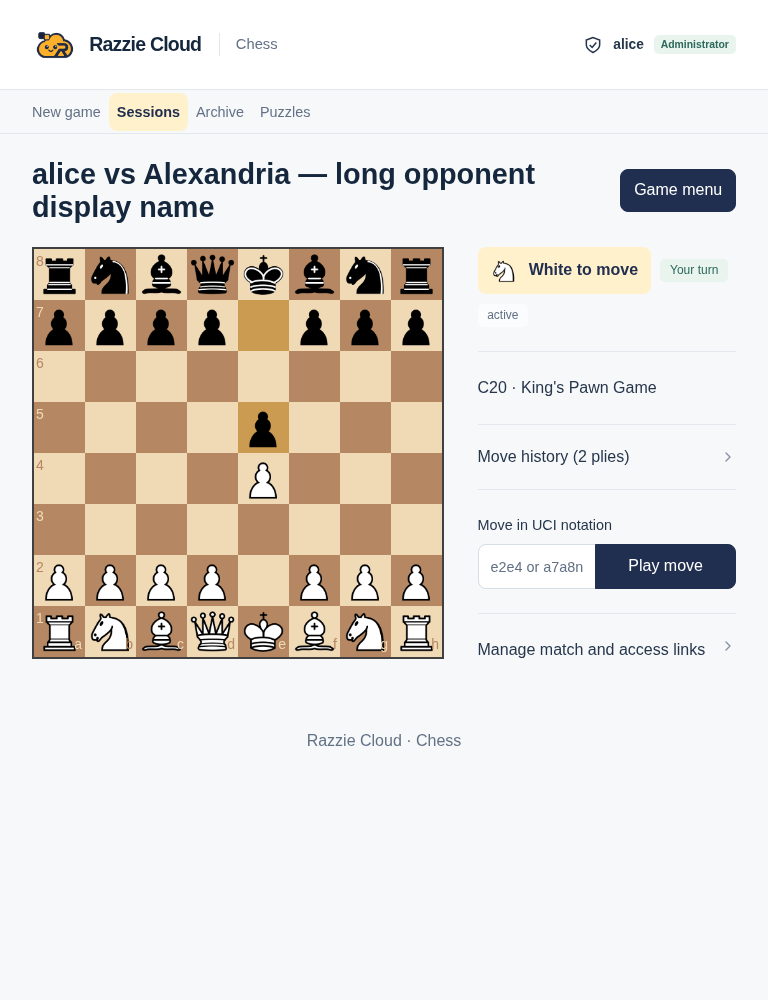 Razzie Cloud
Chess
alice
Administrator
New game
Sessions
Archive
Puzzles
alice vs Alexandria — long opponent
display name
Game menu
8
7
6
5
4
3
2
1
a
b
c
d
e
f
g
h
White to move
Your turn
active
C20 · King's Pawn Game
Move history (2 plies)
Move in UCI notation
e2e4 or a7a8n
Play move
Manage match and access links
Razzie Cloud · Chess